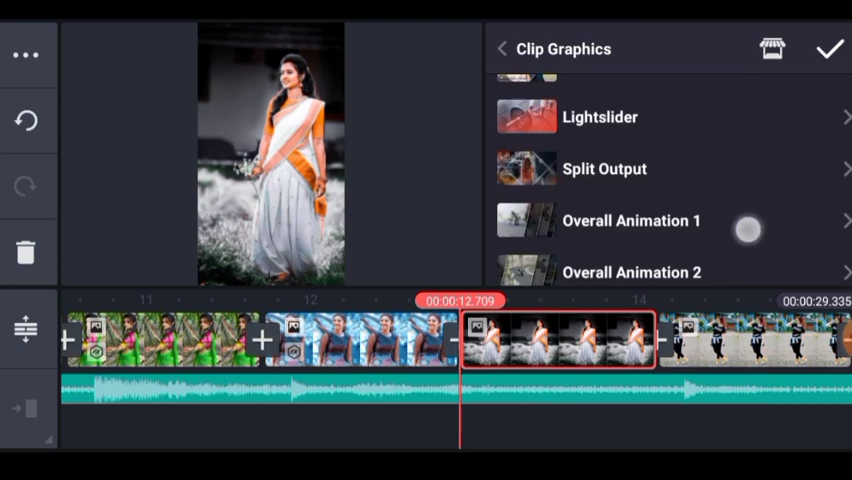 Clip Graphics
Lightslider
Split Output
Overall Animation 1
Overall Animation 2
11
12
00:00:12.709
14
00:00:29.335